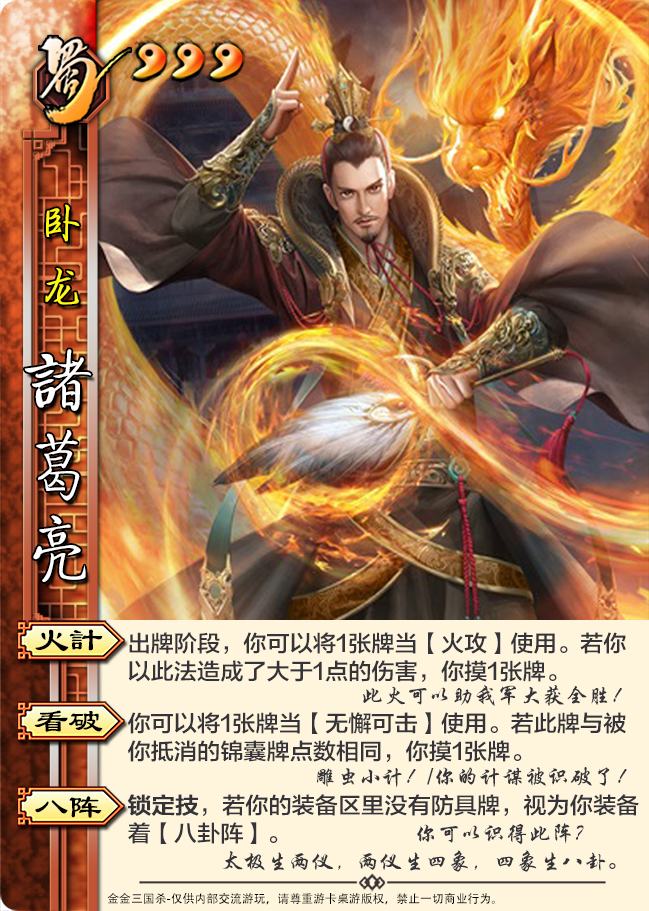 蜀
999
卧龙
諸葛亮
火計
出牌阶段，你可以将1张牌当【火攻】使用。若你
以此法造成了大于1点的伤害，你摸1张牌。
此火可以助我军大获全胜！
看破
你可以将1张牌当【无懈可击】使用。若此牌与被
你抵消的锦囊牌点数相同，你摸1张牌。
雕虫小计！/你的计谋被识破了！
八阵
锁定技，若你的装备区里没有防具牌，视为你装备
着【八卦阵】。
你可以识得此阵？
太极生两仪，两仪生四象，四象生八卦。
金金三国杀-仅供内部交流游玩，请尊重游卡桌游版权，禁止一切商业行为。